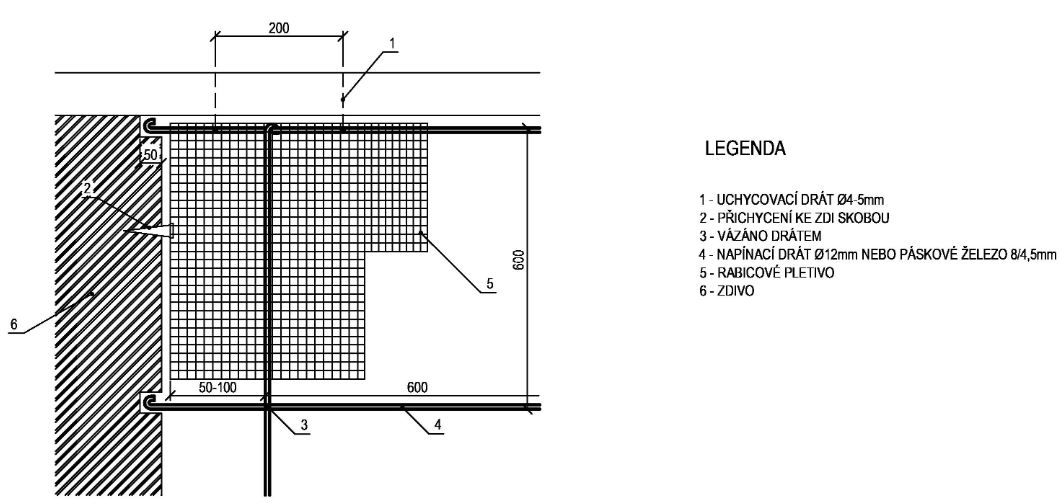 200
1
50
2
600
5
6
50-100
600
3
4
LEGENDA
1 - UCHYCOVACÍ DRÁT Ø4-5mm
2 - PŘICHYCENÍ KE ZDI SKOBOU
3 - VÁZÁNO DRÁTEM
4 - NAPÍNACÍ DRÁT Ø12mm NEBO PÁSKOVÉ ŽELEZO 8/4,5mm
5 - RABICOVÉ PLETIVO
6 - ZDIVO